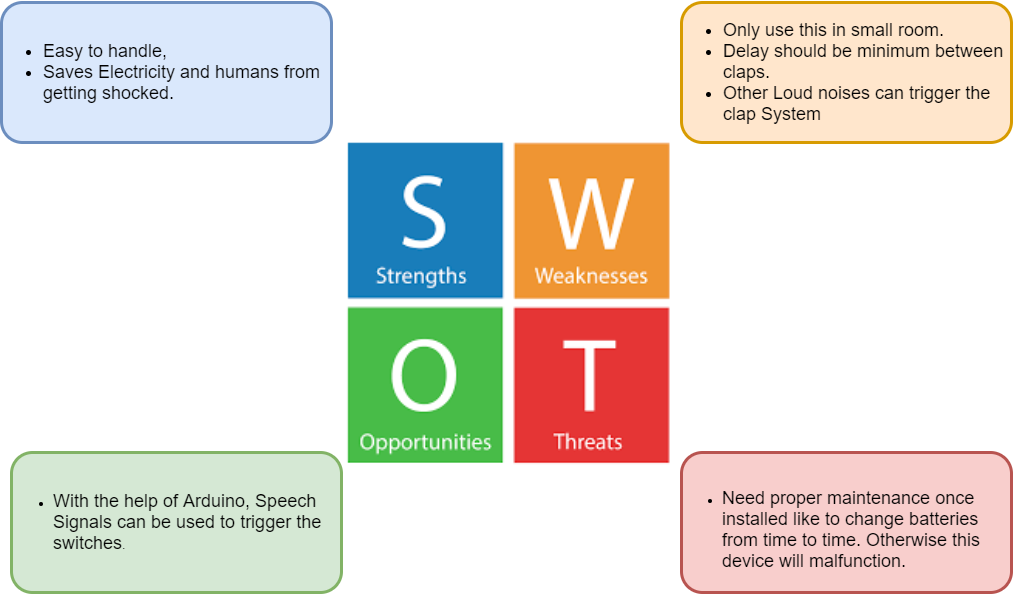 • Easy to handle,
• Saves Electricity and humans from
getting shocked.
• Only use this in small room.
• Delay should be minimum between
claps.
• Other Loud noises can trigger the
clap System
S
Strengths
W
Weaknesses
O
Opportunities
T
Threats
• With the help of Arduino, Speech
Signals can be used to trigger the
switches.
• Need proper maintenance once
installed like to change batteries
from time to time. Otherwise this
device will malfunction.